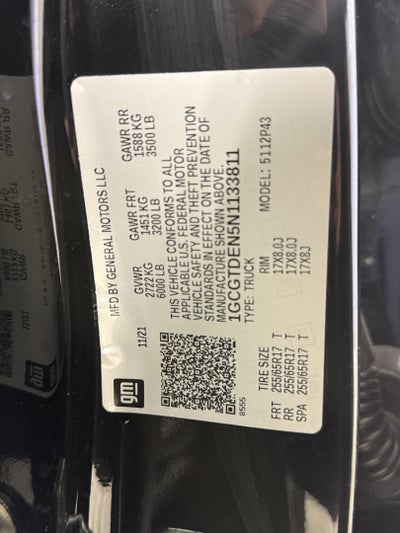 gm
MFD BY GENERAL MOTORS LLC
11/21
GVWR GAWR FRT GAWR RR
2722KG 1451 KG 1588 KG
6000 LB 3200 LB 3500 LB
THIS VEHICLE CONFORMS TO ALL
APPLICABLE U.S. FEDERAL MOTOR
VEHICLE SAFETY, AND THEFT PREVENTION
STANDARDS IN EFFECT ON THE DATE OF
MANUFACTURE SHOWN ABOVE.
1GCGTDEN5N1133811
TYPE: TRUCK MODEL: 5112P43
8555
TIRE SIZE RIM
FRT 255/65R17 T 17X8.0J
RR 255/65R17 T 17X8.0J
SPA 255/65R17 T 17X8J